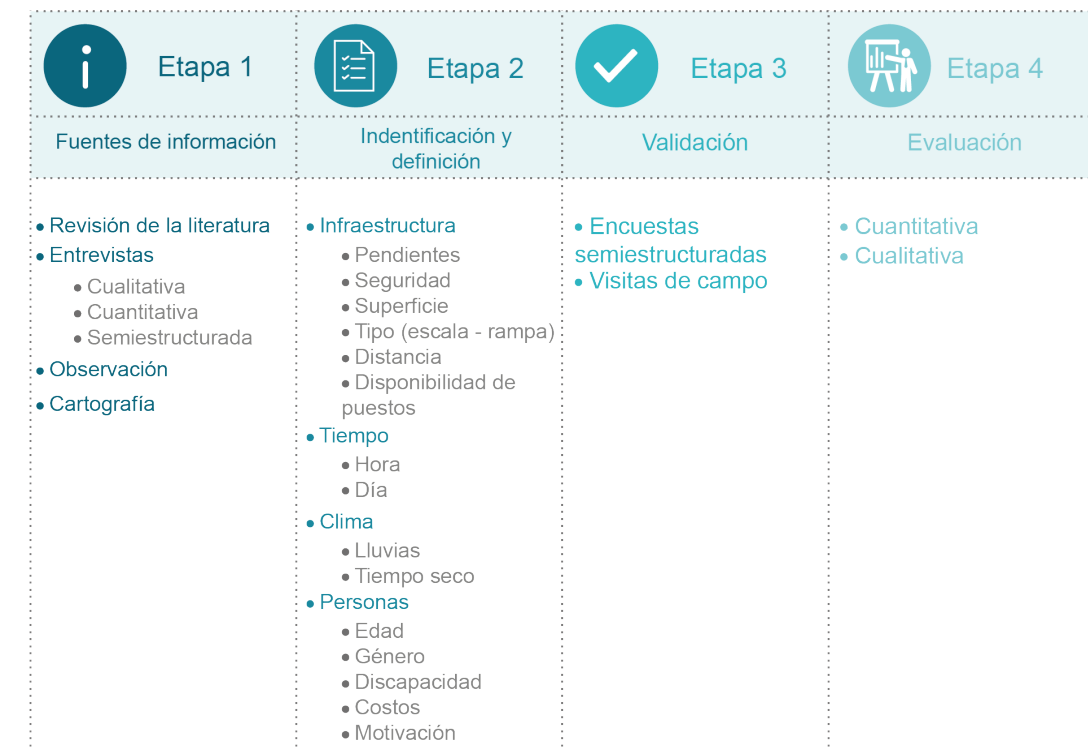 Etapa 1
Fuentes de información
• Revisión de la literatura
• Entrevistas
• Cualitativa
• Cuantitativa
• Semiestructurada
• Observación
• Cartografía
Etapa 2
Indentificación y
definición
• Infraestructura
• Pendientes
• Seguridad
• Superficie
• Tipo (escala - rampa)
• Distancia
• Disponibilidad de
puestos
• Tiempo
• Hora
• Día
• Clima
• Lluvias
• Tiempo seco
• Personas
• Edad
• Género
• Discapacidad
• Costos
• Motivación
Etapa 3
Validación
• Encuestas
semiestructuradas
• Visitas de campo
Etapa 4
Evaluación
• Cuantitativa
• Cualitativa